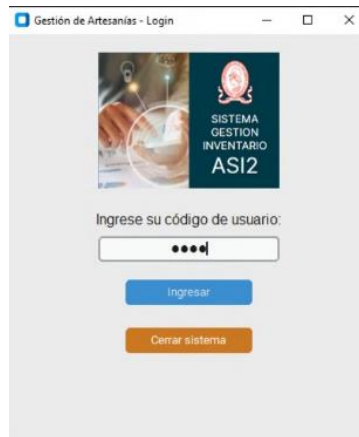 Gestión de Artesanías - Login
SISTEMA
GESTION
INVENTARIO
ASI2
Ingrese su código de usuario:
Ingresar
Cerrar sistema